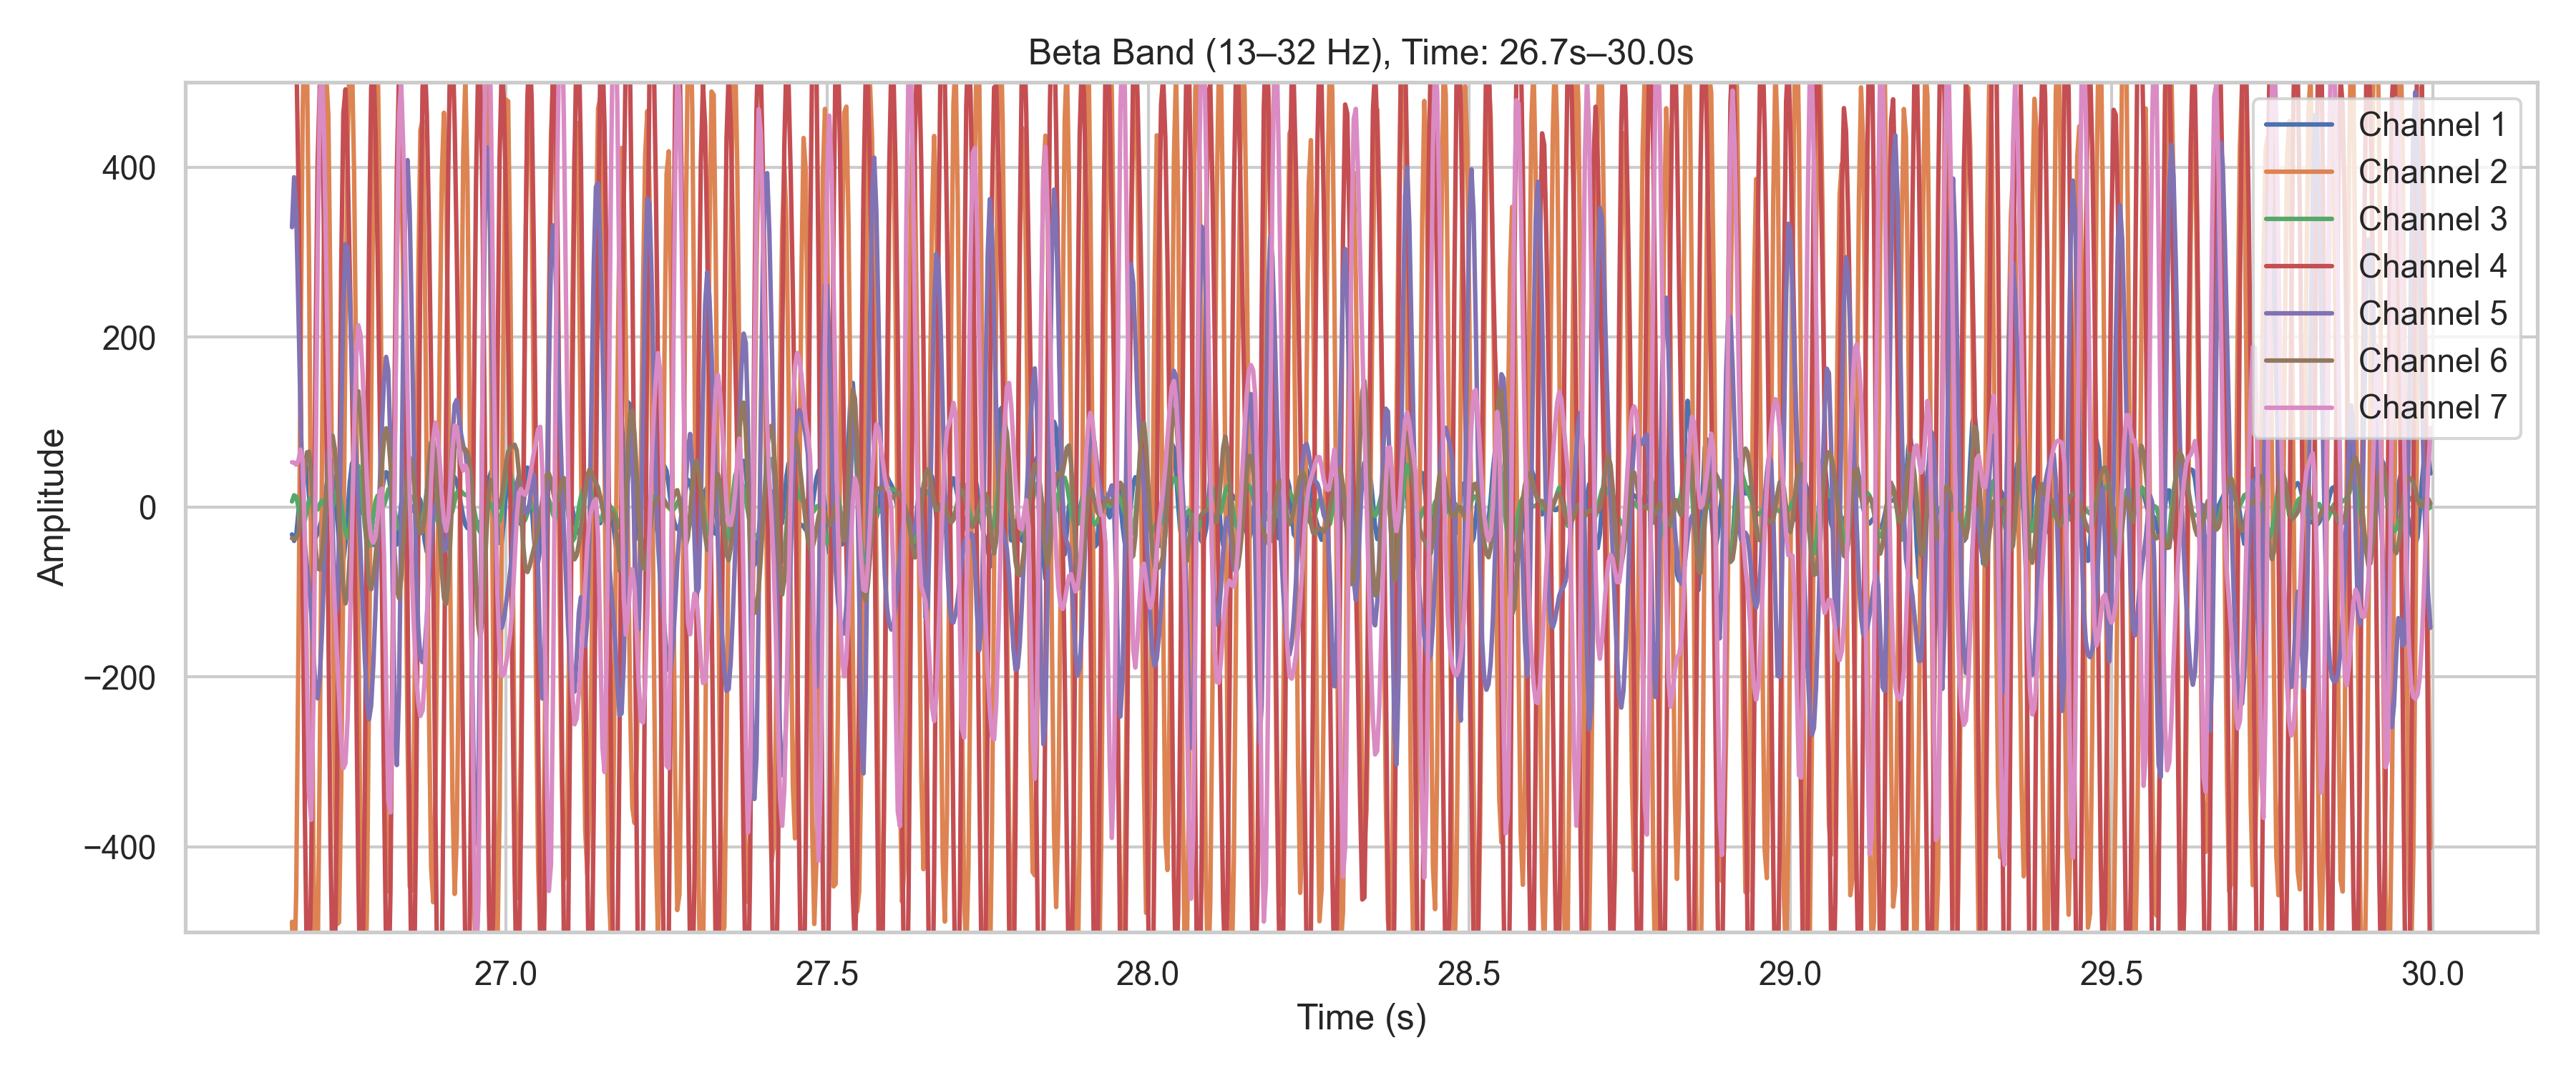 Beta Band (13–32 Hz), Time: 26.7s–30.0s
Amplitude
400
200
0
−200
−400
27.0
27.5
28.0
28.5
29.0
29.5
30.0
Time (s)
Channel 1
Channel 2
Channel 3
Channel 4
Channel 5
Channel 6
Channel 7